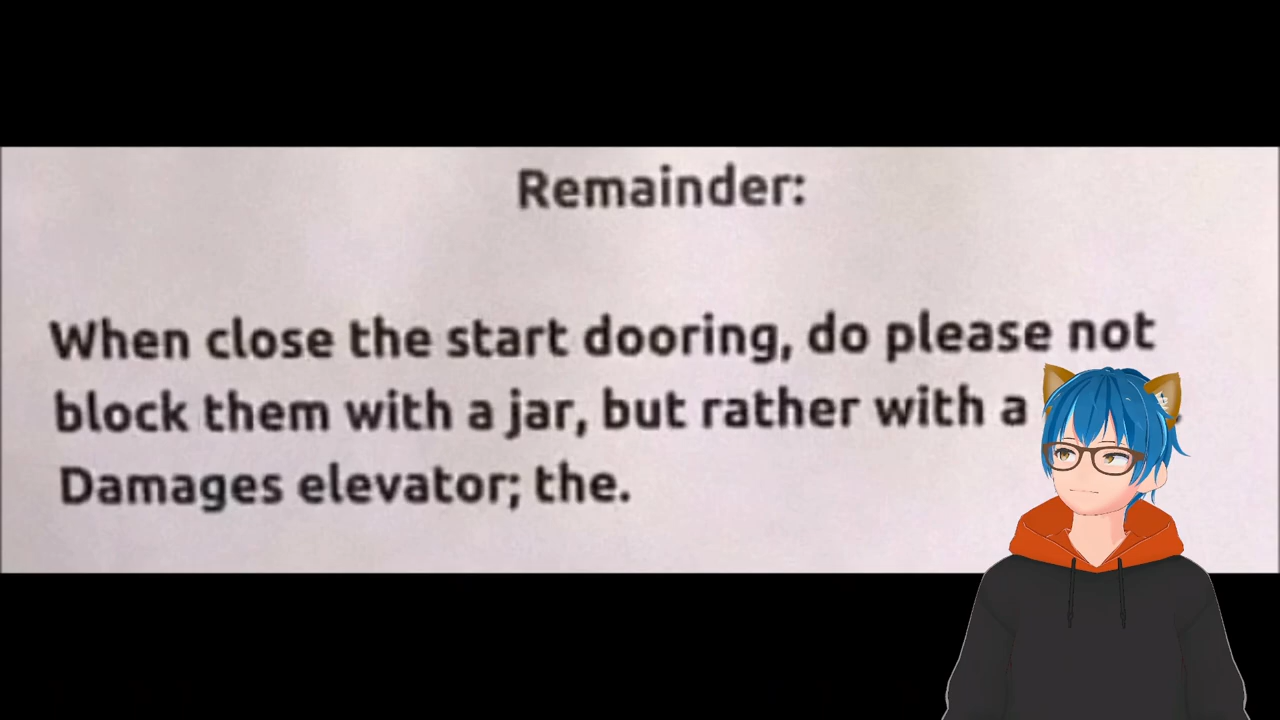 Remainder:
When close the start dooring, do please not
block them with a jar, but rather with a
Damages elevator; the.